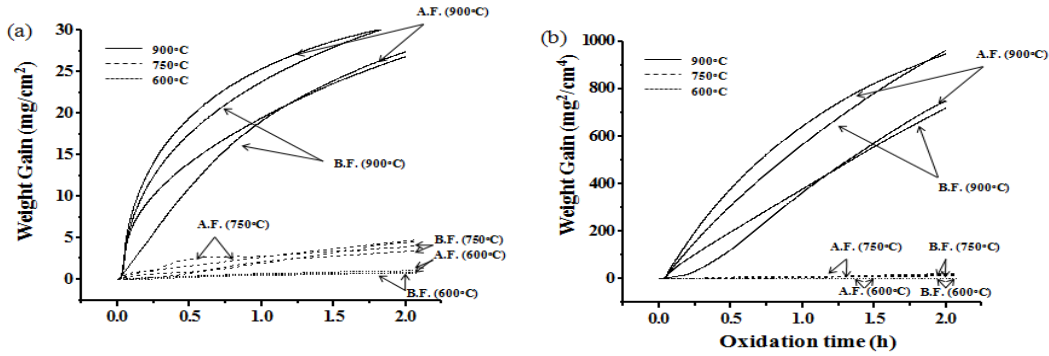 (a)
A.F. (900∘C)
30
25
20
15
10
5
0
Weight Gain (mg/cm²)
900∘C
750∘C
600∘C
B.F. (900∘C)
A.F. (750∘C)
B.F. (750∘C)
A.F. (600∘C)
B.F. (600∘C)
0.0 0.5 1.0 1.5 2.0
(b)
1000
800
600
400
200
0
Weight Gain (mg²/cm⁴)
900∘C
750∘C
600∘C
A.F. (900∘C)
B.F. (900∘C)
A.F. (750∘C) B.F. (750∘C)
A.F. (600∘C) B.F. (600∘C)
0.0 0.5 1.0 1.5 2.0
Oxidation time (h)